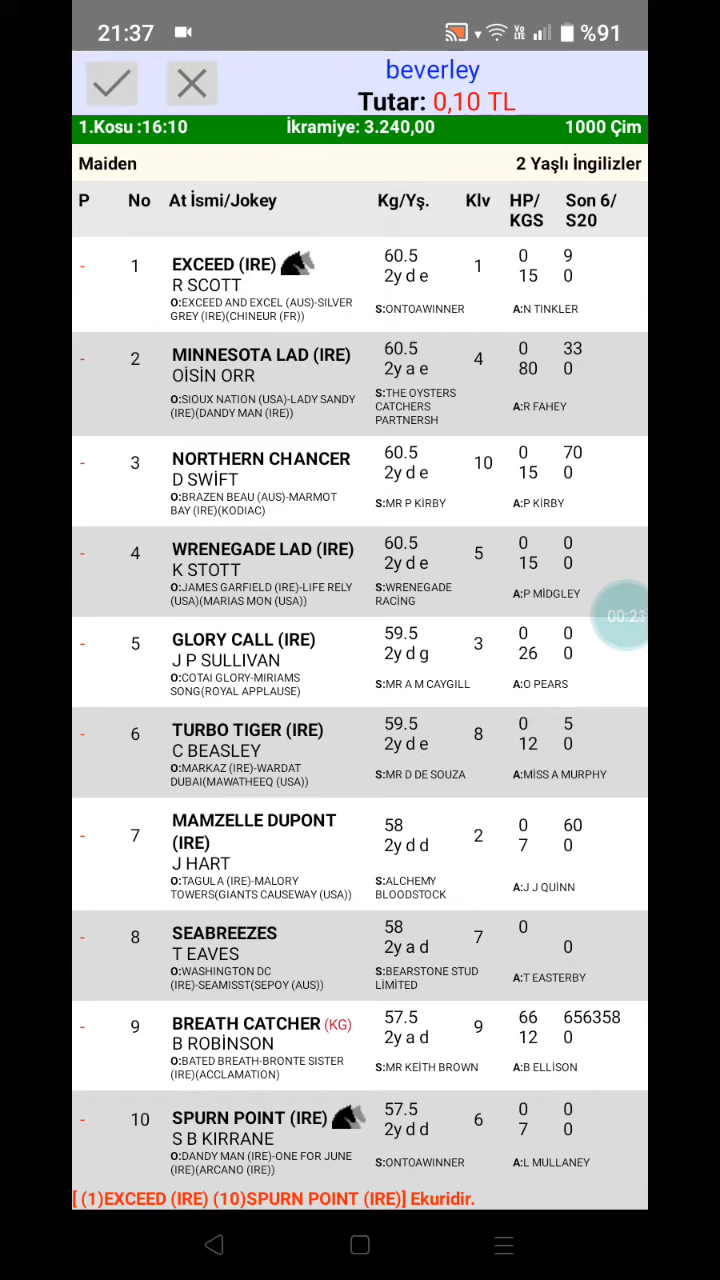 21:37 Vo LTE %91
beverley
Tutar: 0,10 TL
1.Kosu :16:10 İkramiye: 3.240,00 1000 Çim
Maiden 2 Yaşlı İngilizler
P No At İsmi/Jokey Kg/Yş. Klv HP/ KGS Son 6/ S20
- 1 EXCEED (IRE) 60.5 1 0 9
R SCOTT 2y d e 15 0
O:EXCEED AND EXCEL (AUS)-SILVER S:ONTOAWINNER A:N TINKLER
GREY (IRE)(CHINEUR (FR))
- 2 MINNESOTA LAD (IRE) 60.5 4 0 33
OİSİN ORR 2y a e 80 0
O:SIOUX NATION (USA)-LADY SANDY S:THE OYSTERS A:R FAHEY
(IRE)(DANDY MAN (IRE)) CATCHERS
PARTNERSH
- 3 NORTHERN CHANCER 60.5 10 0 70
D SWİFT 2y d e 15 0
O:BRAZEN BEAU (AUS)-MARMOT S:MR P KİRBY A:P KİRBY
BAY (IRE)(KODIAC)
- 4 WRENEGADE LAD (IRE) 60.5 5 0 0
K STOTT 2y d e 15 0
O:JAMES GARFIELD (IRE)-LIFE RELY S:WRENEGADE A:P MİDGLEY
(USA)(MARIAS MON (USA)) RACİNG
00:21
- 5 GLORY CALL (IRE) 59.5 3 0 0
J P SULLIVAN 2y d g 26 0
O:COTAI GLORY-MIRIAMS S:MR A M CAYGILL A:O PEARS
SONG(ROYAL APPLAUSE)
- 6 TURBO TIGER (IRE) 59.5 8 0 5
C BEASLEY 2y d e 12 0
O:MARKAZ (IRE)-WARDAT S:MR D DE SOUZA A:MİSS A MURPHY
DUBAI(MAWATHEEQ (USA))
- 7 MAMZELLE DUPONT 58 2 0 60
(IRE) 2y d d 7 0
J HART
O:TAGULA (IRE)-MALORY S:ALCHEMY A:J J QUİNN
TOWERS(GIANTS CAUSEWAY (USA)) BLOODSTOCK
- 8 SEABREEZES 58 7 0
T EAVES 2y a d 0
O:WASHINGTON DC S:BEARSTONE STUD A:T EASTERBY
(IRE)-SEAMISST(SEPOY (AUS)) LİMİTED
- 9 BREATH CATCHER (KG) 57.5 9 66 656358
B ROBİNSON 2y a d 12 0
O:BATED BREATH-BRONTE SISTER S:MR KEİTH BROWN A:B ELLİSON
(IRE)(ACCLAMATION)
- 10 SPURN POINT (IRE) 57.5 6 0 0
S B KIRRANE 2y d d 7 0
O:DANDY MAN (IRE)-ONE FOR JUNE S:ONTOAWINNER A:L MULLANEY
(IRE)(ARCANO (IRE))
[ (1)EXCEED (IRE) (10)SPURN POINT (IRE)] Ekuridir.